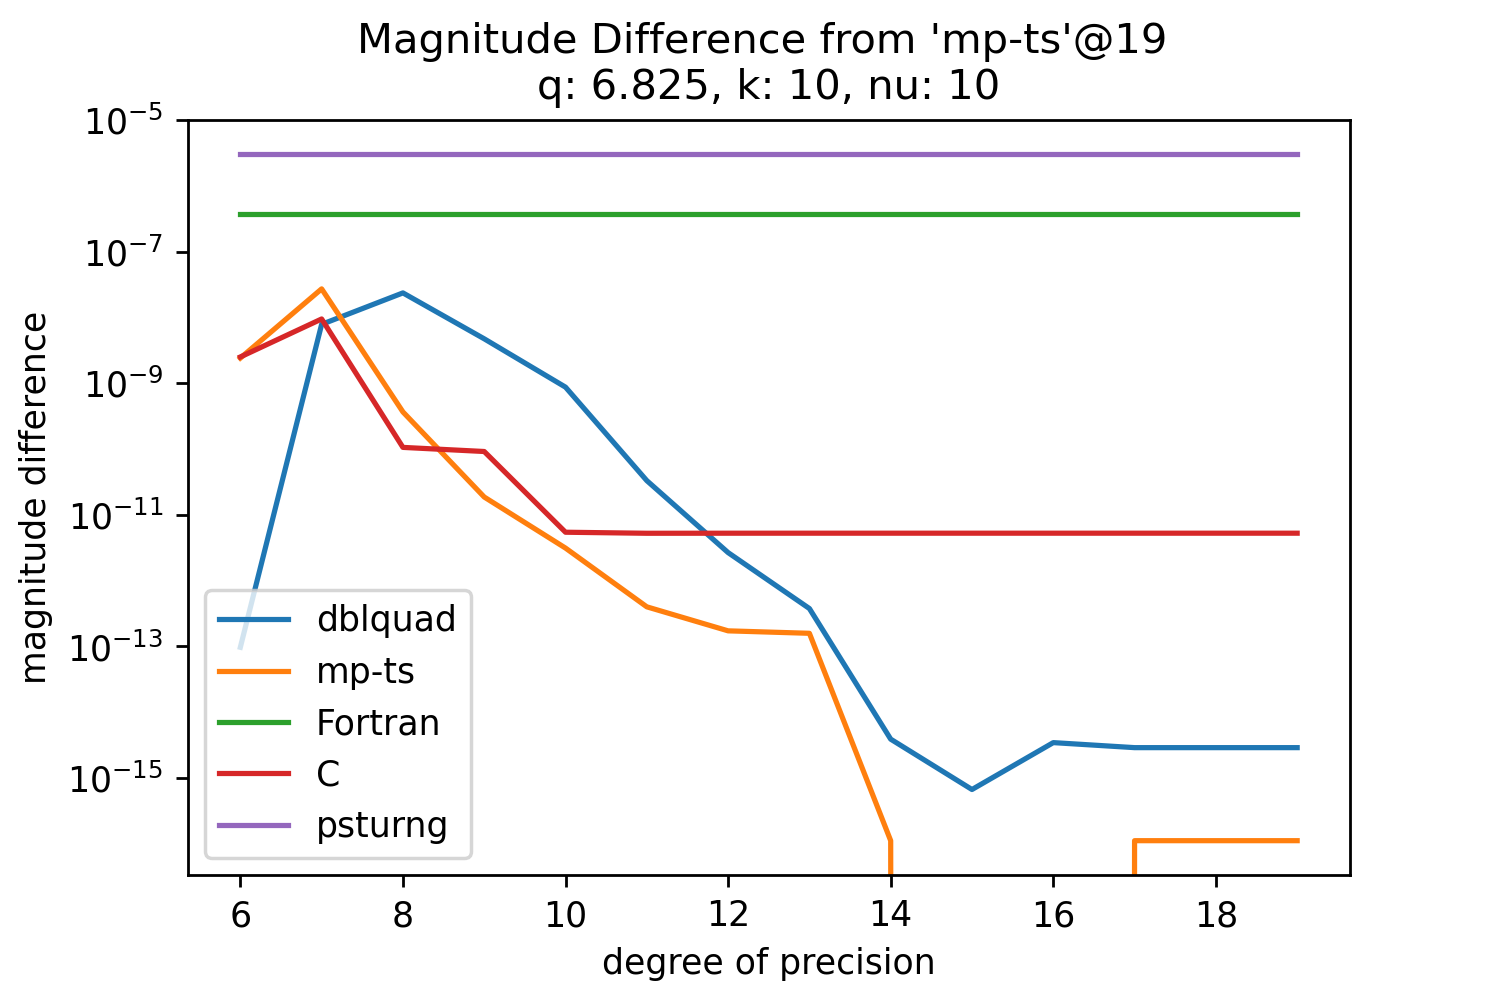 Magnitude Difference from 'mp-ts'@19
q: 6.825, k: 10, nu: 10
magnitude difference
10⁻⁵
10⁻⁷
10⁻⁹
10⁻¹¹
10⁻¹³
10⁻¹⁵
dblquad
mp-ts
Fortran
C
psturng
6 8 10 12 14 16 18
degree of precision